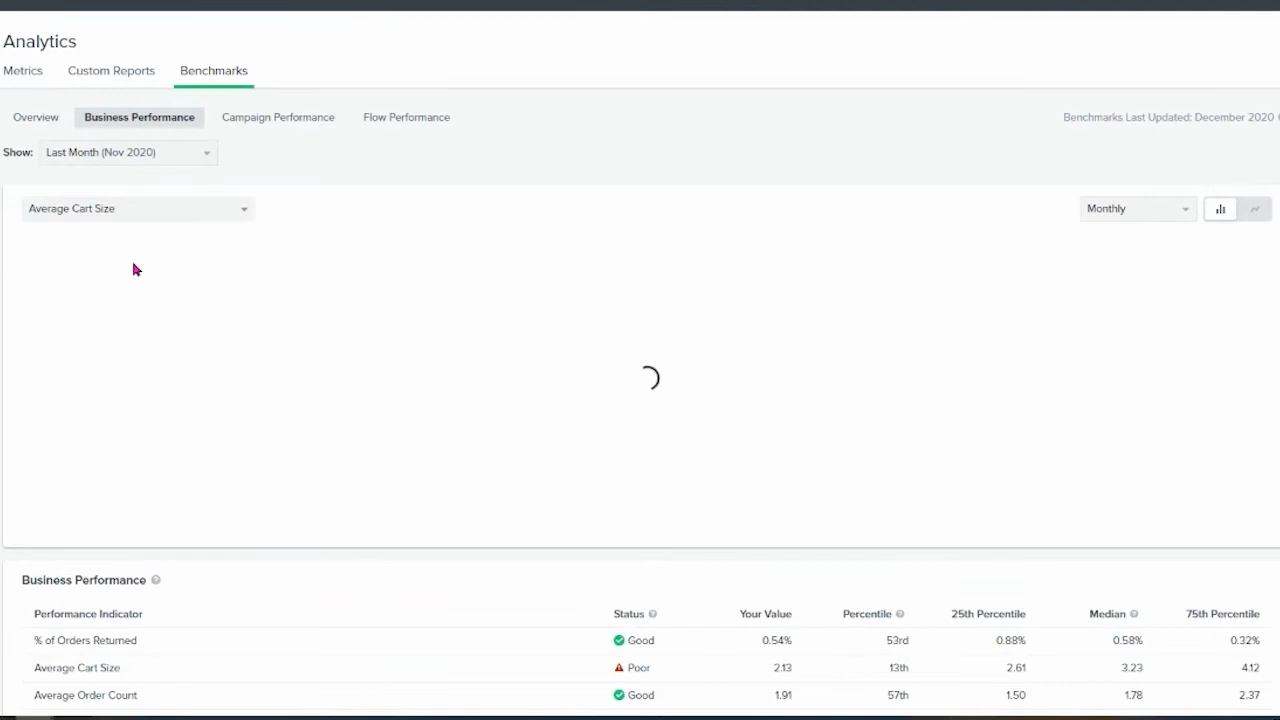 Analytics
Metrics Custom Reports Benchmarks
Overview Business Performance Campaign Performance Flow Performance Benchmarks Last Updated: December 2020
Show: Last Month (Nov 2020)
Average Cart Size Monthly
Business Performance
Performance Indicator Status Your Value Percentile 25th Percentile Median 75th Percentile
% of Orders Returned Good 0.54% 53rd 0.88% 0.58% 0.32%
Average Cart Size Poor 2.13 13th 2.61 3.23 4.12
Average Order Count Good 1.91 57th 1.50 1.78 2.37